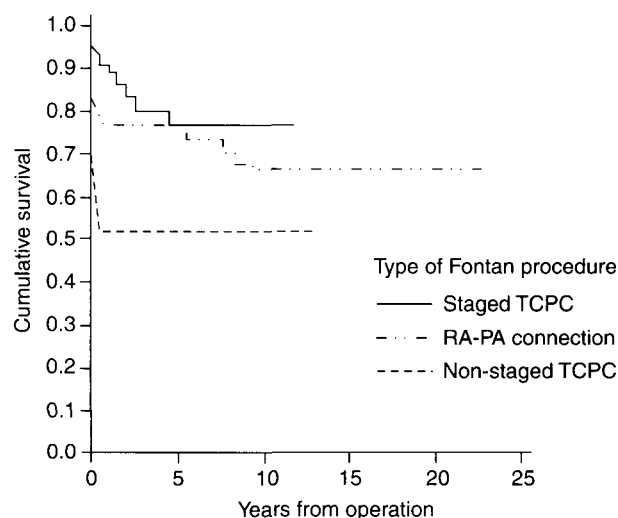 Cumulative survival
1.0
0.9
0.8
0.7
0.6
0.5
0.4
0.3
0.2
0.1
0.0
0
5
10
15
20
25
Years from operation
Type of Fontan procedure
Staged TCPC
RA-PA connection
Non-staged TCPC